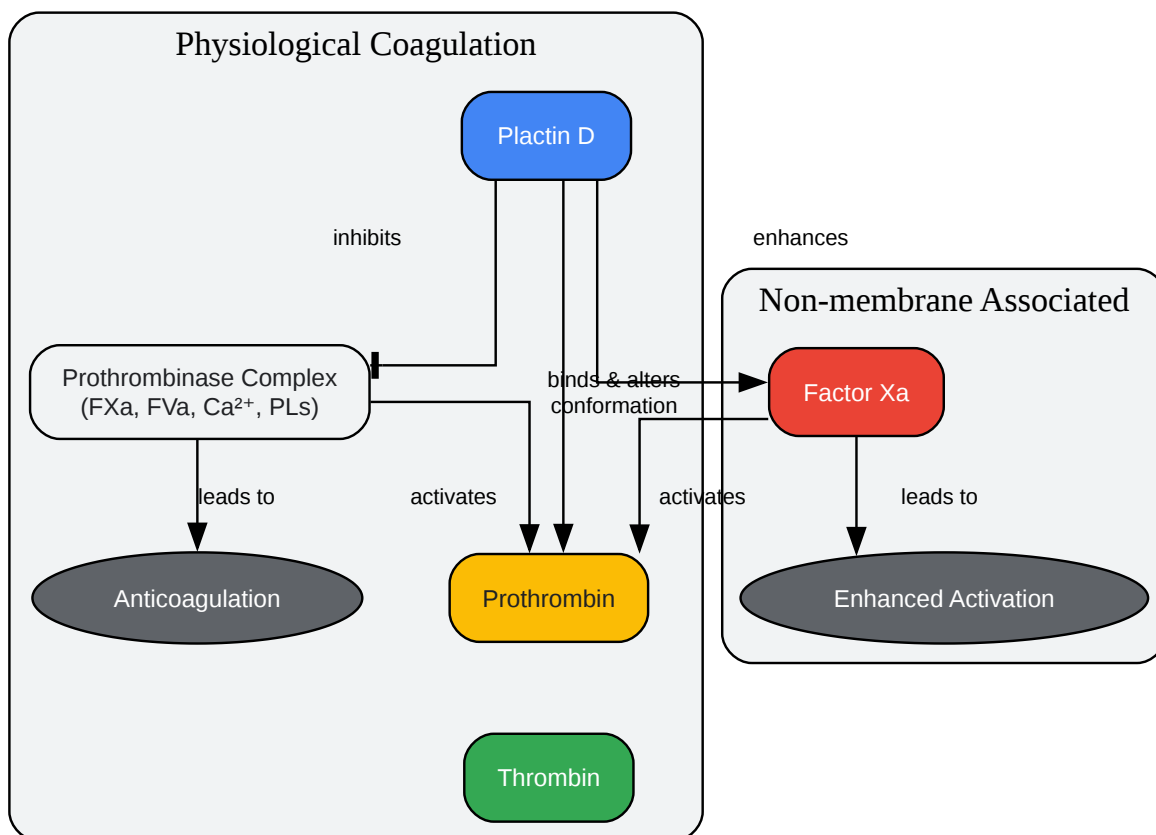 Physiological Coagulation
Plactin D
inhibits
enhances
Non-membrane Associated
Prothrombinase Complex
(FXa, FVa, Ca²⁺, PLs)
binds & alters
conformation
Factor Xa
leads to
activates
activates
leads to
Anticoagulation
Prothrombin
Enhanced Activation
Thrombin